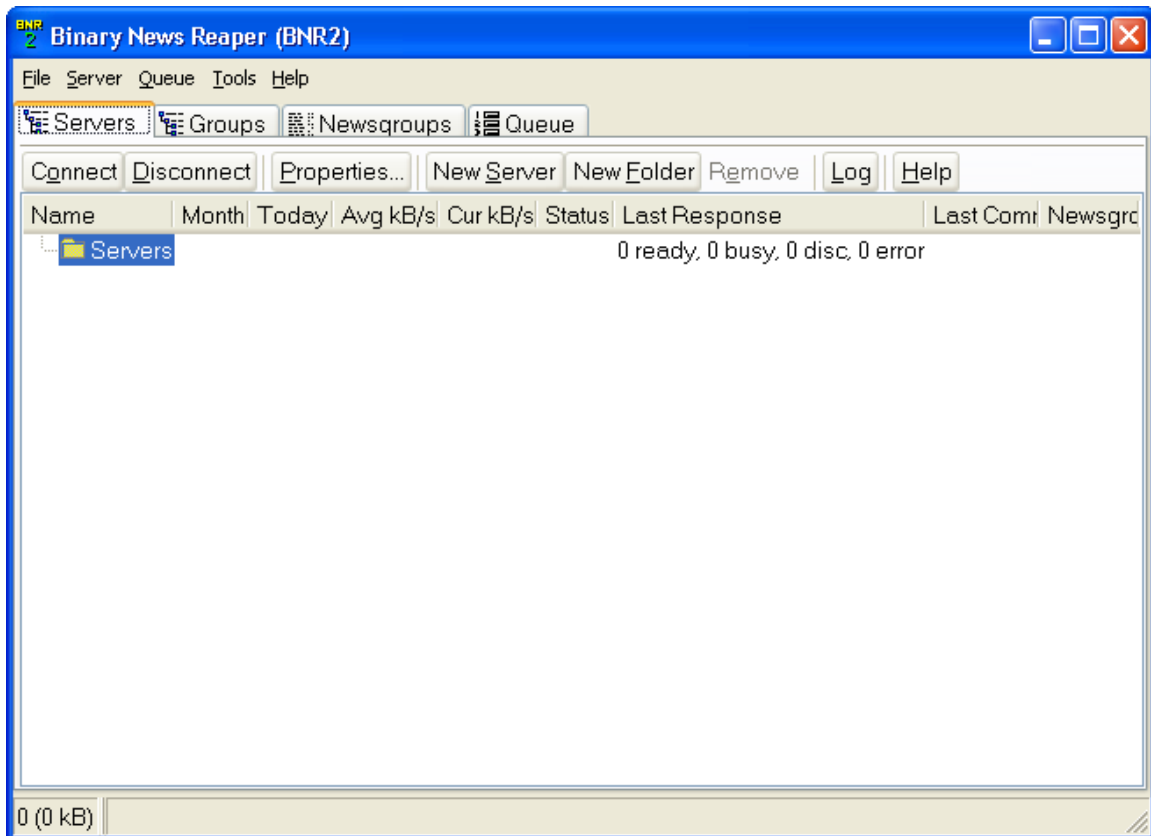 BNR 2 Binary News Reaper (BNR2)
File Server Queue Tools Help
Servers Groups Newsgroups Queue
Connect Disconnect Properties... New Server New Folder Remove Log Help
Name Month Today Avg kB/s Cur kB/s Status Last Response Last Comr Newsgrc
Servers 0 ready, 0 busy, 0 disc, 0 error
0 (0 kB)